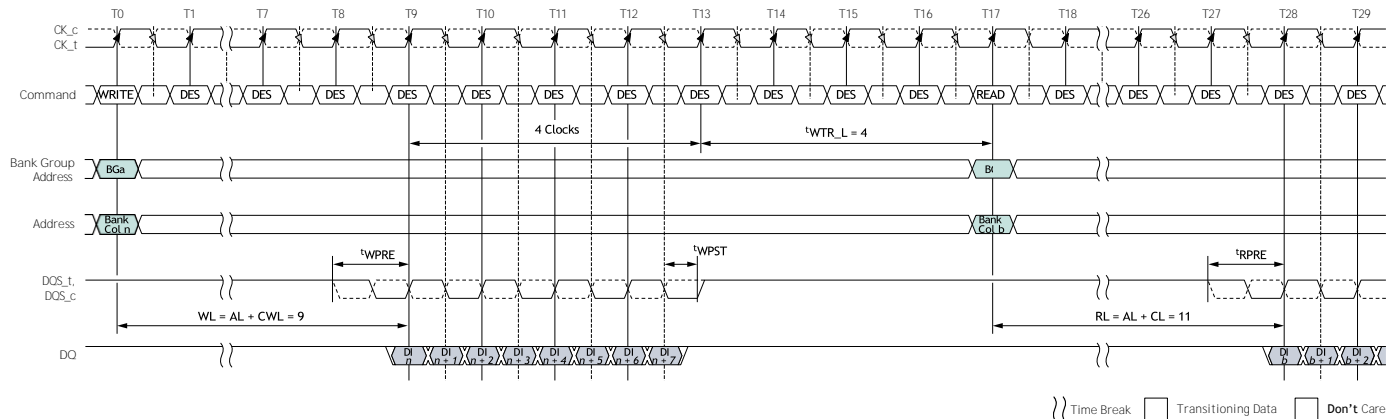 T0 T1 T7 T8 T9 T10 T11 T12 T13 T14 T15 T16 T17 T18 T26 T27 T28 T29
CK_c
CK_t
Command WRITE DES DES DES DES DES DES DES DES DES DES DES READ DES DES DES DES DES
4 Clocks tWTR_L = 4
Bank Group
Address
BGa
Address
Bank
Col n
Bank
Col b
tWPRE tWPST tRPRE
DQS_t,
DQS_c
WL = AL + CWL = 9 RL = AL + CL = 11
DQ
DI
n
DI
n + 1
DI
n + 2
DI
n + 3
DI
n + 4
DI
n + 5
DI
n + 6
DI
n + 7
DI
b
DI
b + 1
DI
b + 2
Time Break Transitioning Data Don't Care